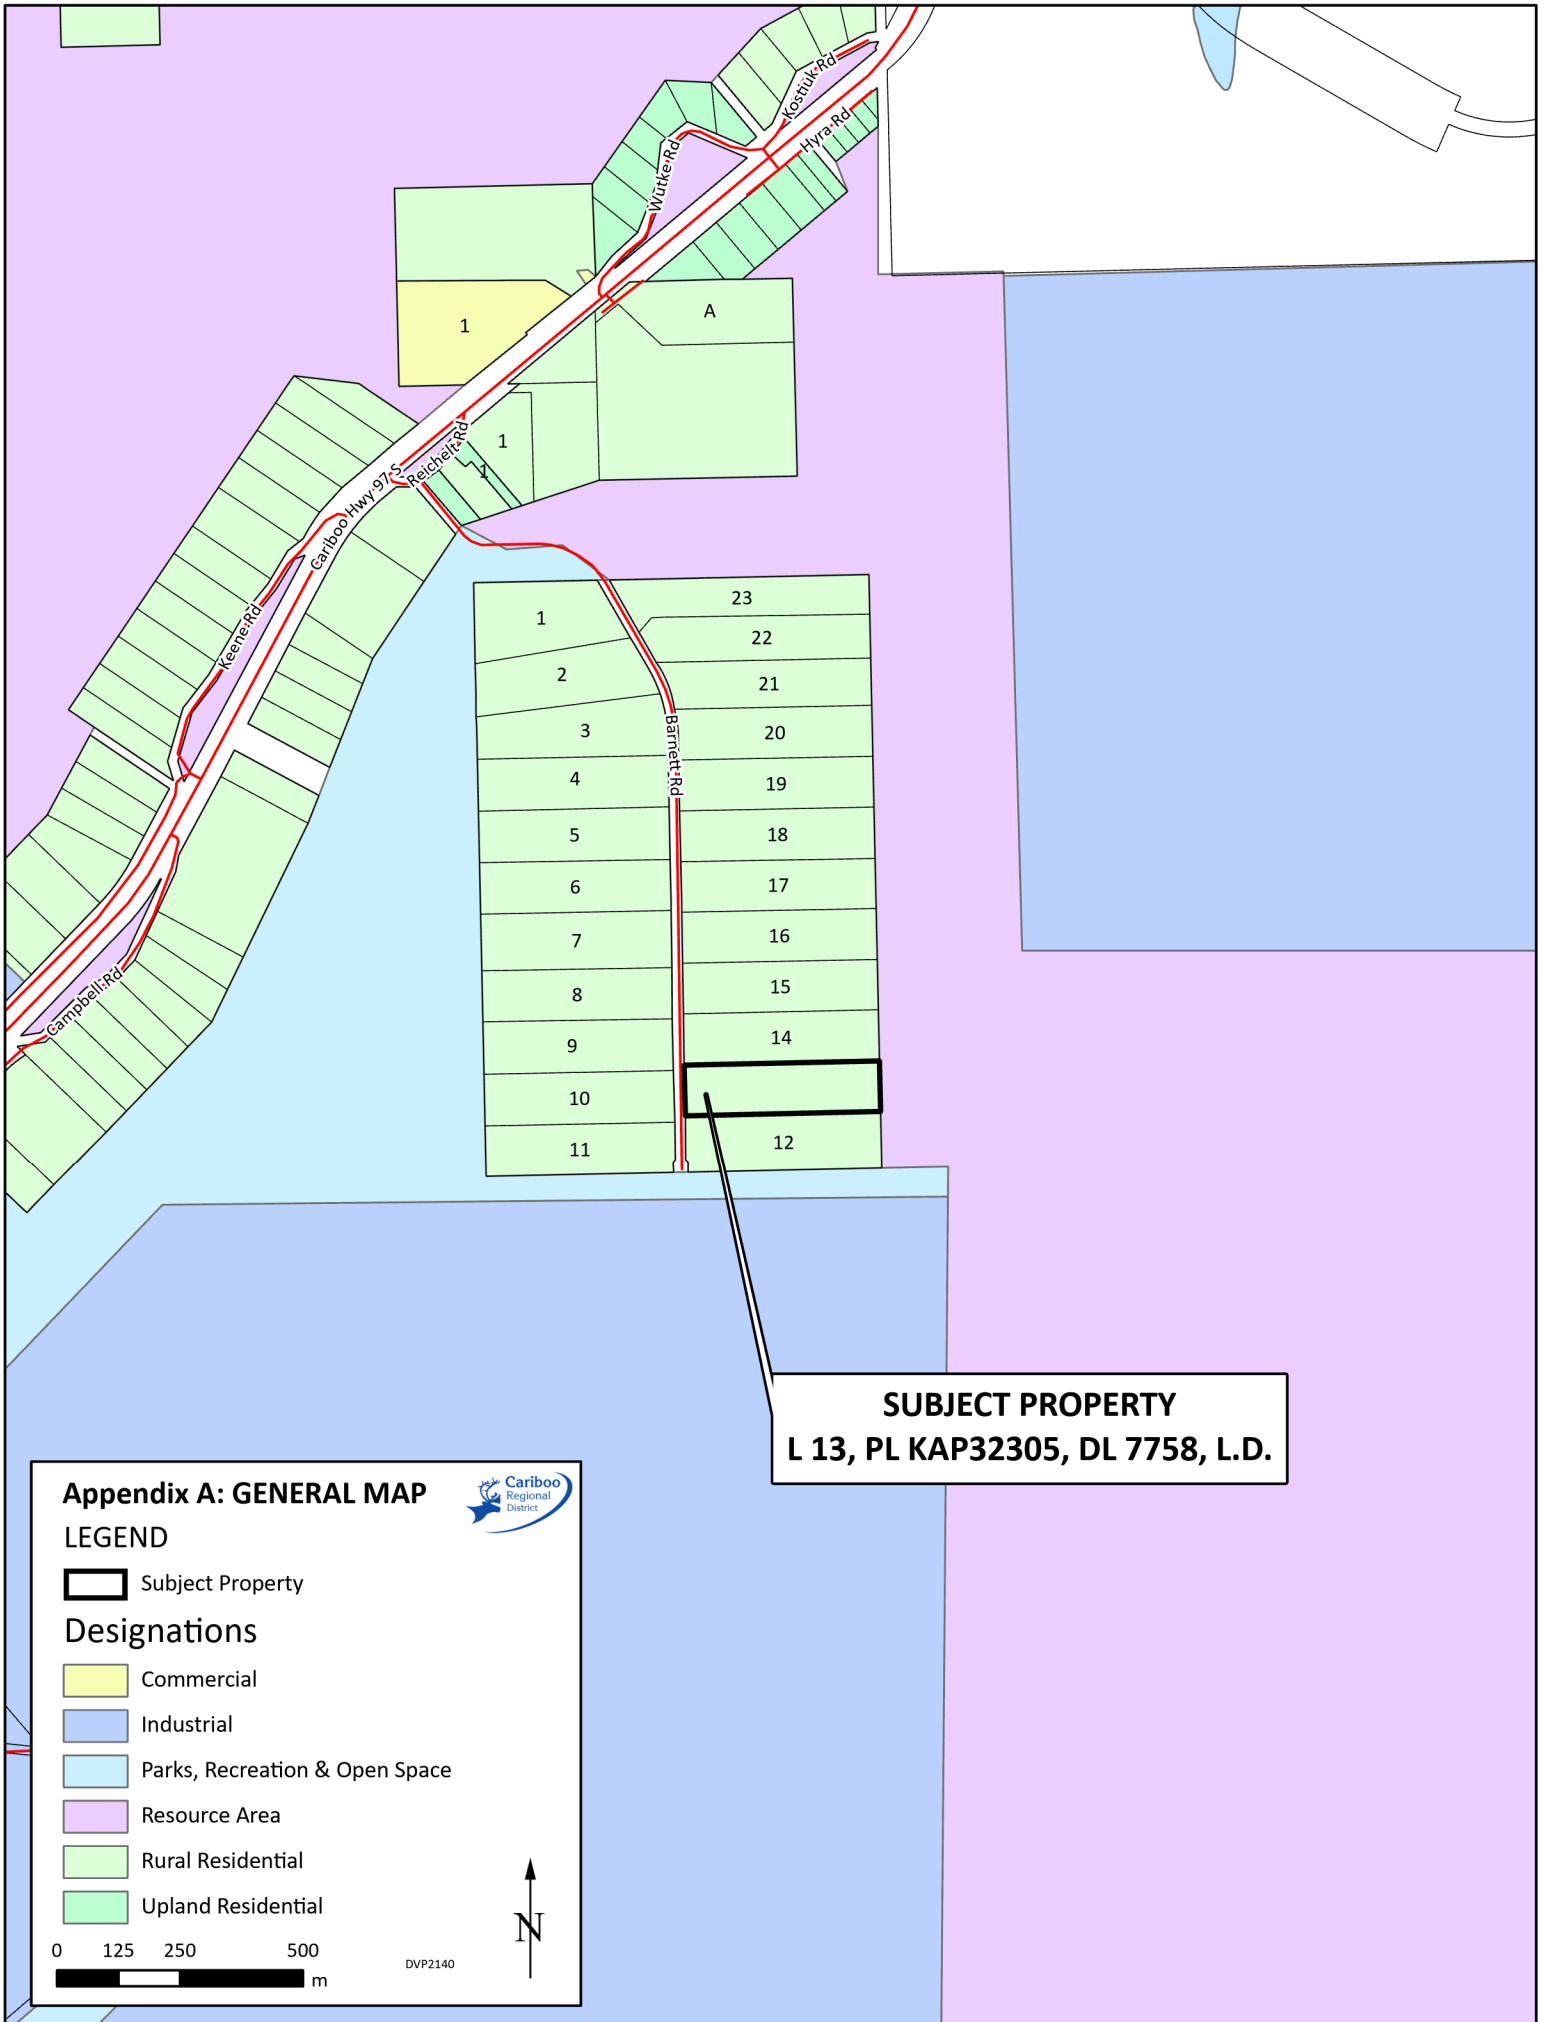 Kostiuk Rd
Hyra Rd
Wutke Rd
A
1
1
1
Reichelt Rd
Cariboo Hwy 97 S
Keene Rd
Campbell Rd
Barnett Rd
1
2
3
4
5
6
7
8
9
10
11
23
22
21
20
19
18
17
16
15
14
12
SUBJECT PROPERTY
L 13, PL KAP32305, DL 7758, L.D.
Appendix A: GENERAL MAP
Cariboo
Regional
District
LEGEND
Subject Property
Designations
Commercial
Industrial
Parks, Recreation & Open Space
Resource Area
Rural Residential
Upland Residential
0 125 250 500
m
DVP2140
N